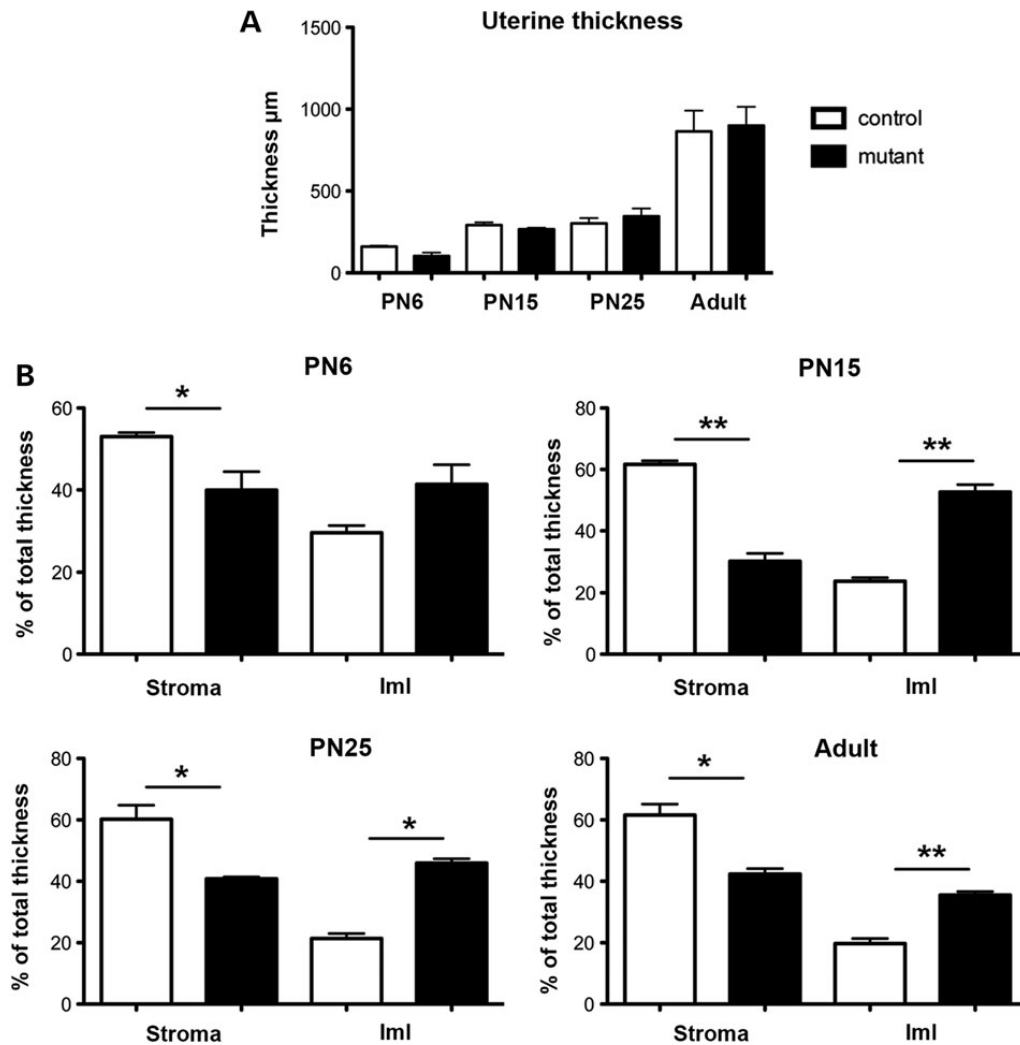 A
Uterine thickness
Thickness µm
1500
1000
500
0
PN6 PN15 PN25 Adult
control
mutant
B
PN6
% of total thickness
60
40
20
0
*
Stroma Iml
PN15
% of total thickness
80
60
40
20
0
** **
Stroma Iml
PN25
% of total thickness
80
60
40
20
0
* *
Stroma Iml
Adult
% of total thickness
80
60
40
20
0
* **
Stroma Iml